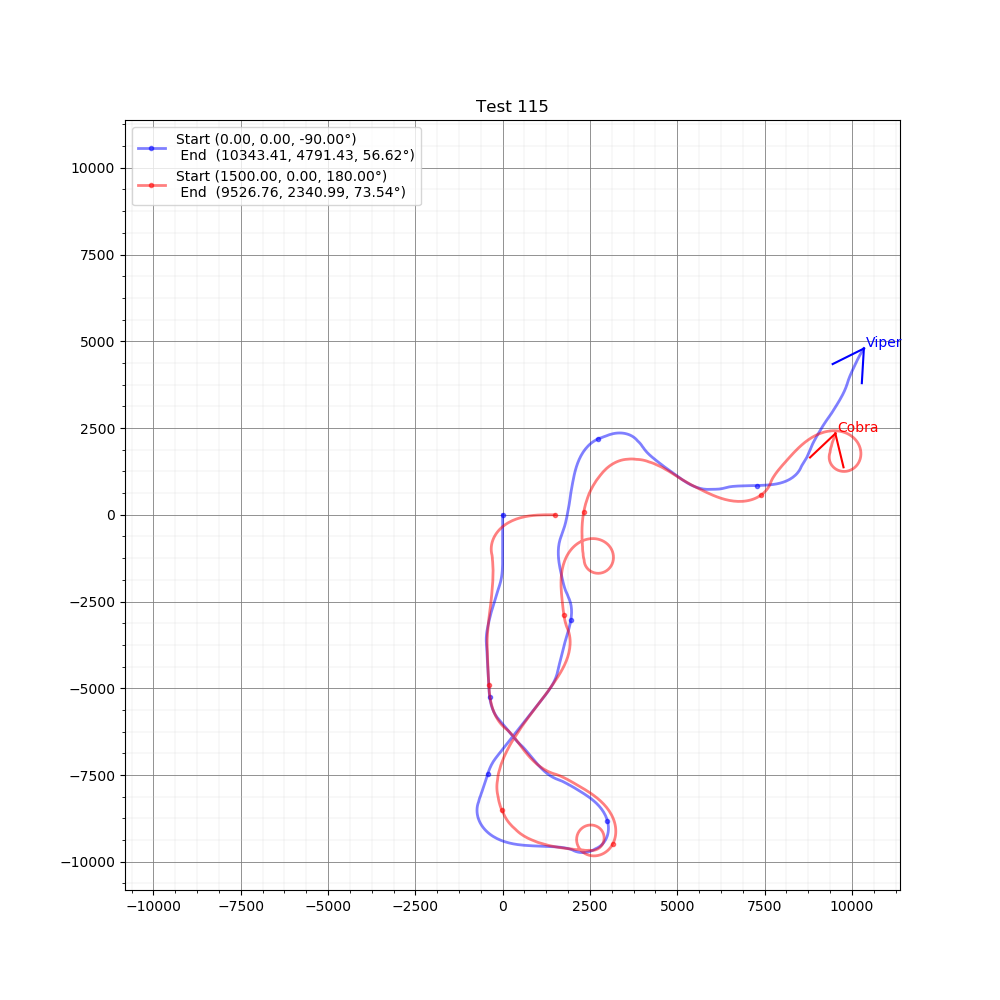 Test 115
Start (0.00, 0.00, -90.00°)
End (10343.41, 4791.43, 56.62°)
Start (1500.00, 0.00, 180.00°)
End (9526.76, 2340.99, 73.54°)
10000
7500
5000
2500
0
−2500
−5000
−7500
−10000
Viper
Cobra
−10000 −7500 −5000 −2500 0 2500 5000 7500 10000